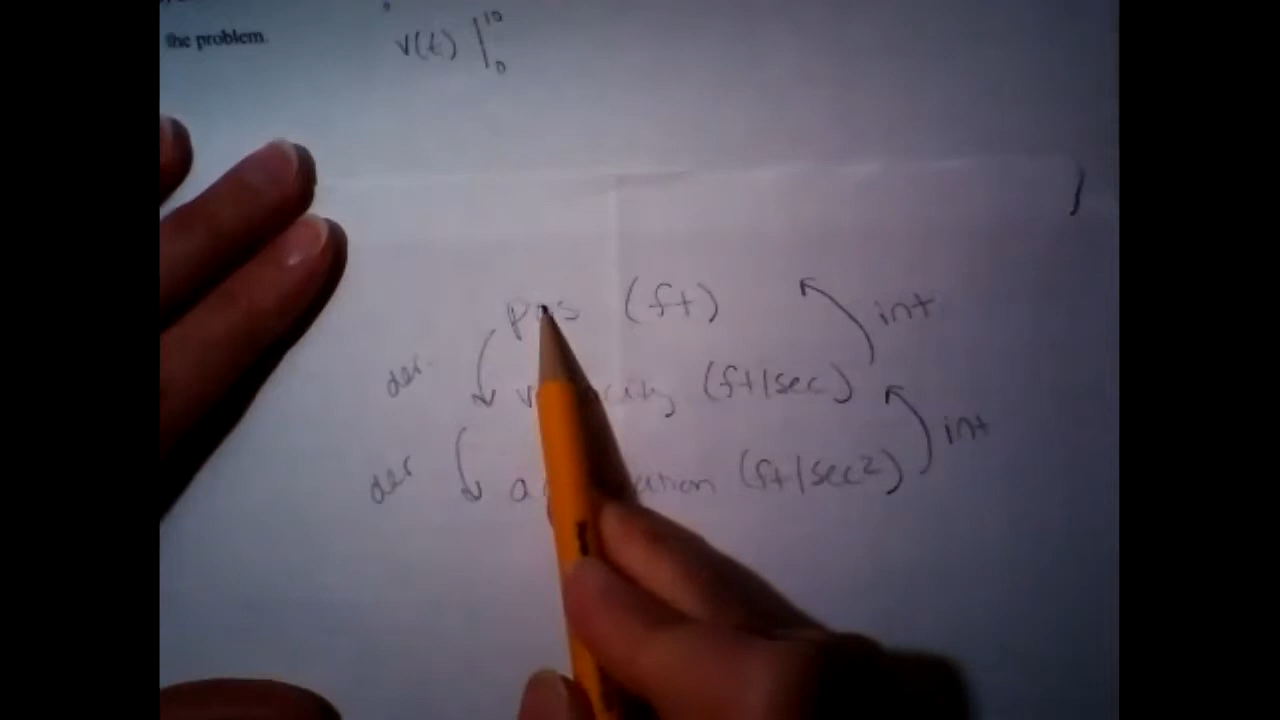 the problem.
v(t) | 10 0
pos (ft)
int
der.
(ft/sec)
int
der
(ft/sec2)